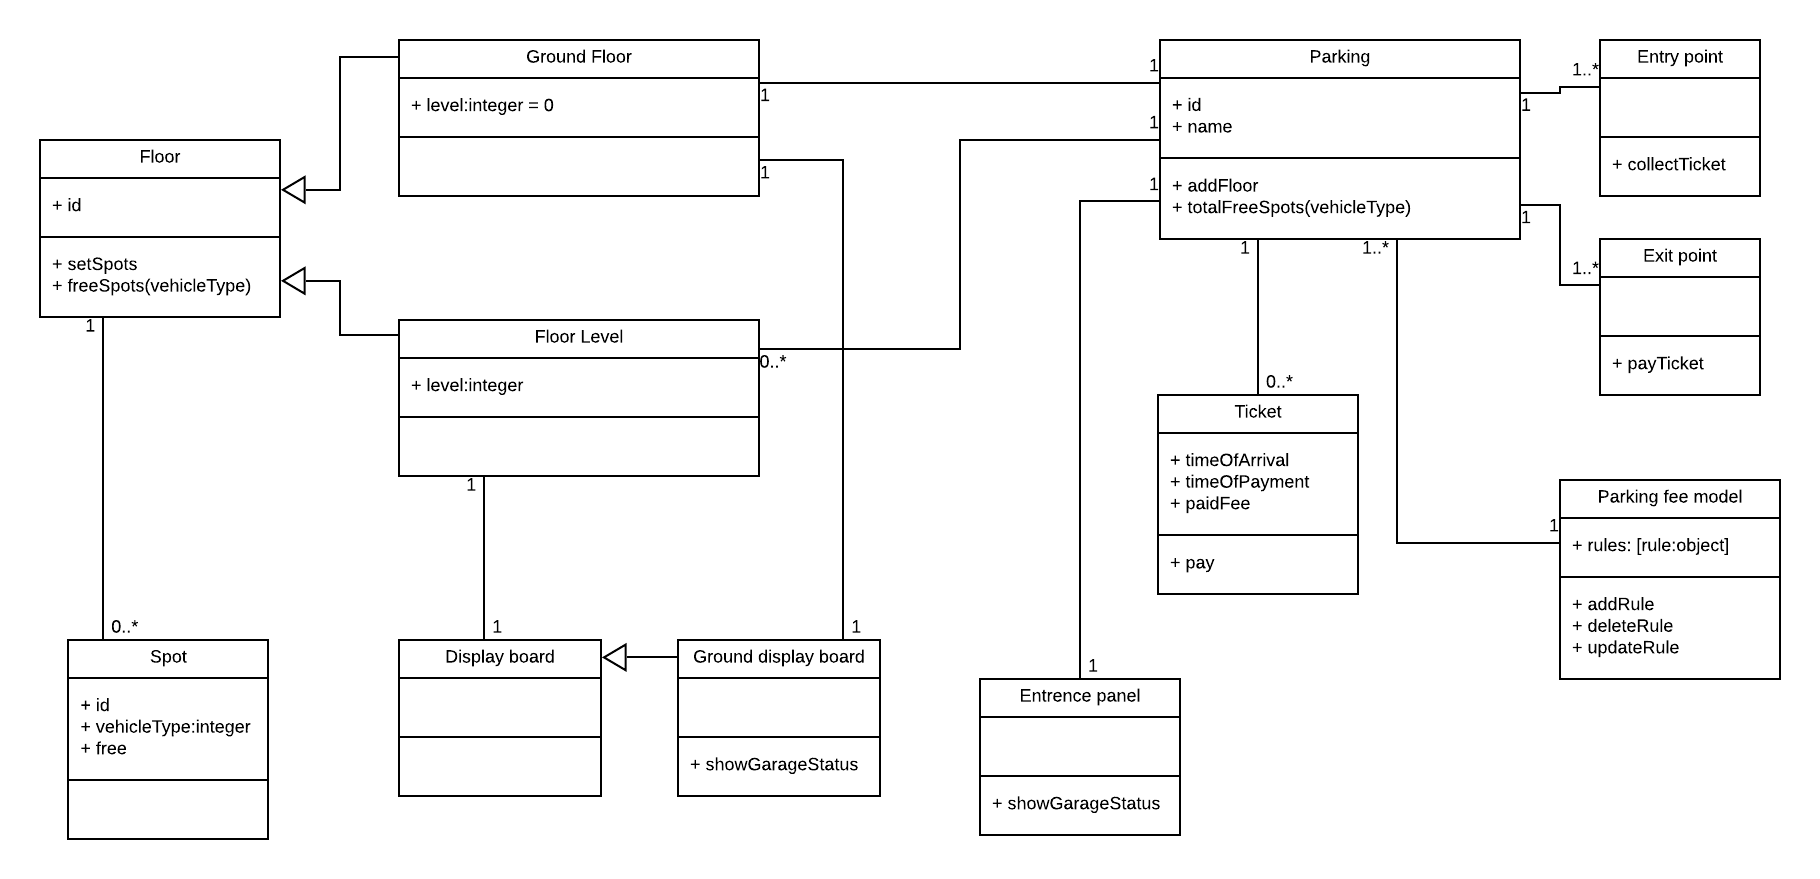 Ground Floor
+ level:integer = 0
1
1
Floor
+ id
+ setSpots
+ freeSpots(vehicleType)
1
Floor Level
+ level:integer
0..*
1
Parking
+ id
+ name
+ addFloor
+ totalFreeSpots(vehicleType)
1
1
1
1
1..*
1
1
Entry point
+ collectTicket
1..*
Exit point
+ payTicket
1..*
0..*
Ticket
+ timeOfArrival
+ timeOfPayment
+ paidFee
+ pay
1
Parking fee model
+ rules: [rule:object]
+ addRule
+ deleteRule
+ updateRule
0..*
Spot
+ id
+ vehicleType:integer
+ free
1
Display board
1
Ground display board
+ showGarageStatus
1
Entrence panel
+ showGarageStatus